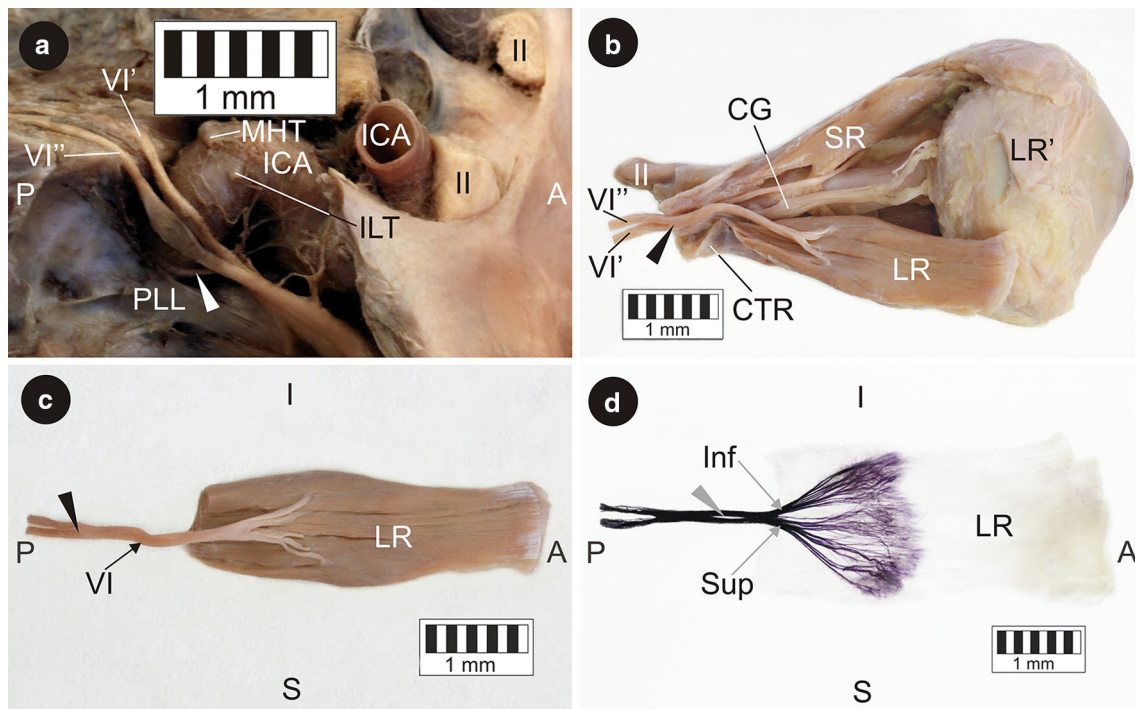 a
1 mm
II
VI’
MHT
ICA
ICA
VI’’
II
P
A
ILT
PLL
b
CG
SR
LR’
II
VI’’
VI’
LR
CTR
1 mm
c
I
LR
P
A
VI
1 mm
S
d
I
Inf
LR
P
A
Sup
1 mm
S